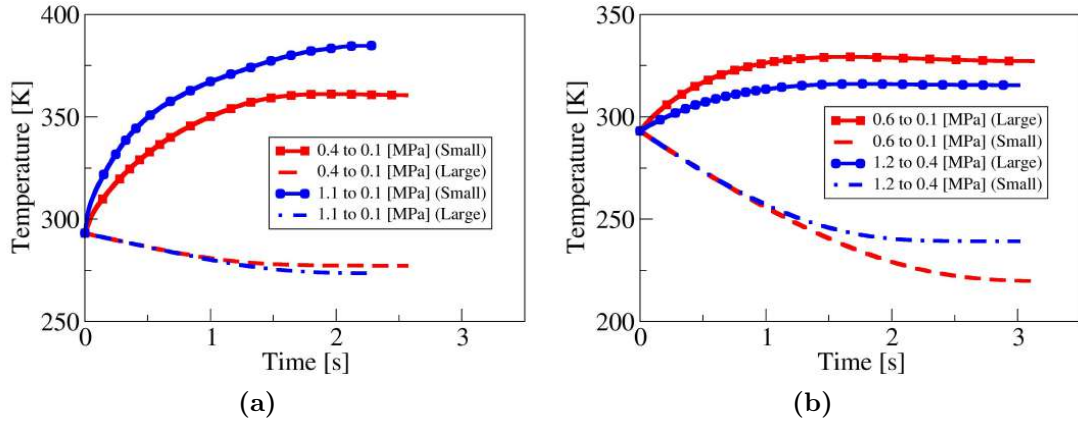 400
350
300
250
Temperature [K]
0.4 to 0.1 [MPa] (Small)
0.4 to 0.1 [MPa] (Large)
1.1 to 0.1 [MPa] (Small)
1.1 to 0.1 [MPa] (Large)
0 1 2 3
Time [s]
(a)
350
300
250
200
Temperature [K]
0.6 to 0.1 [MPa] (Large)
0.6 to 0.1 [MPa] (Small)
1.2 to 0.4 [MPa] (Large)
1.2 to 0.4 [MPa] (Small)
0 1 2 3
Time [s]
(b)